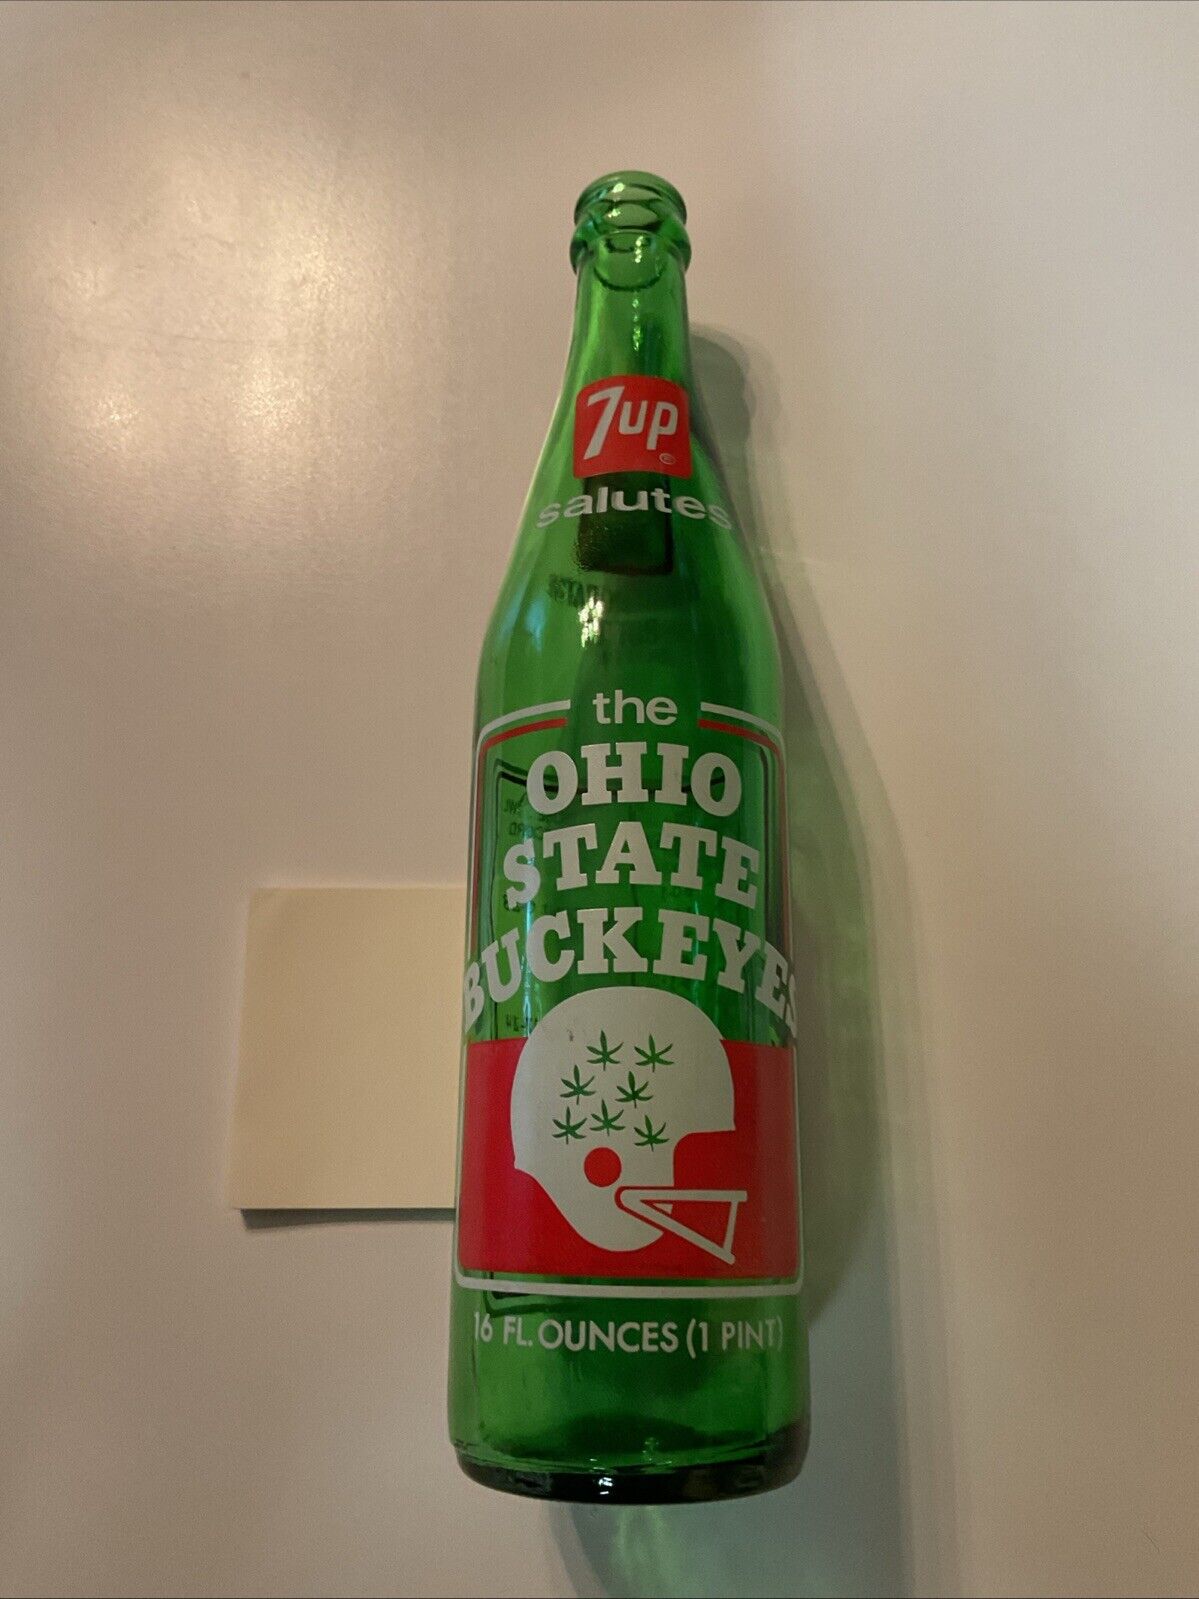 7up
®
salutes
the
OHIO
STATE
BUCKEYES
16 FL. OUNCES (1 PINT)